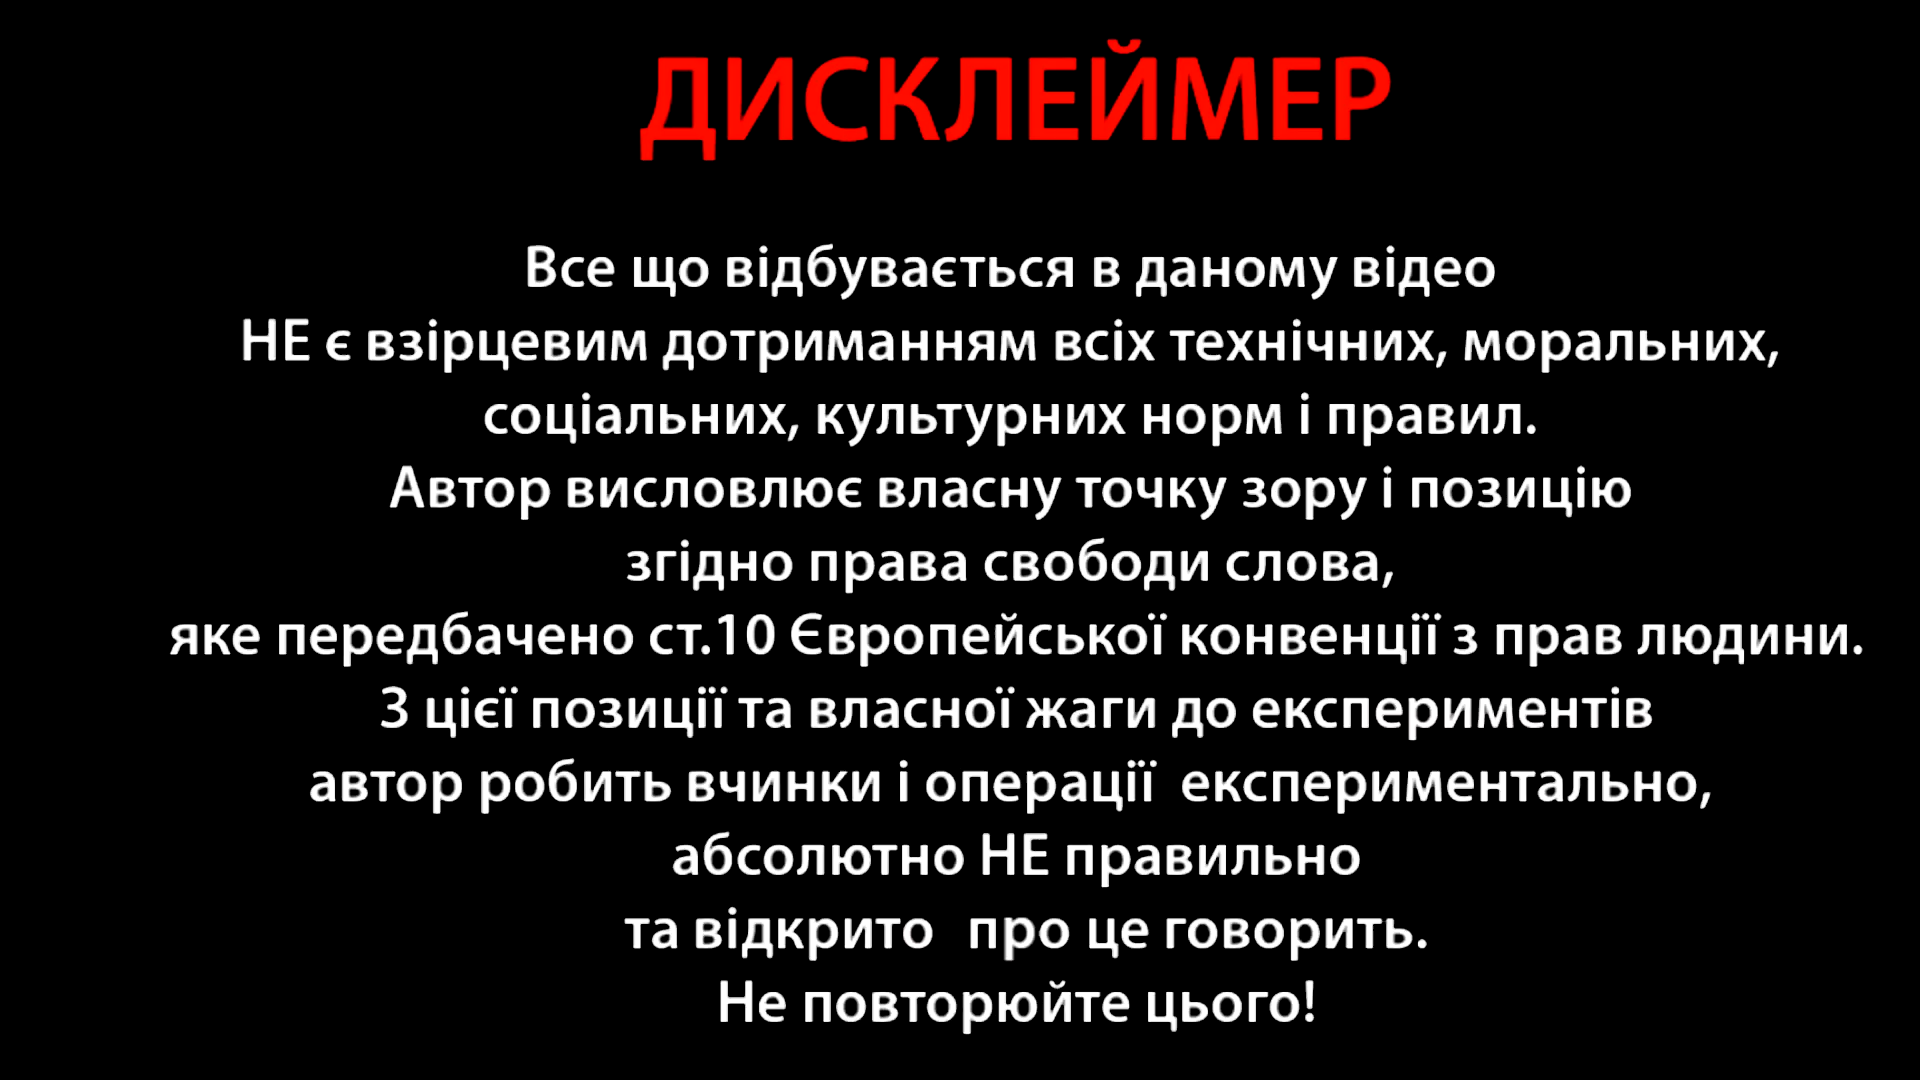 ДИСКЛЕЙМЕР
Все що відбувається в даному відео
НЕ є взірцевим дотриманням всіх технічних, моральних,
соціальних, культурних норм і правил.
Автор висловлює власну точку зору і позицію
згідно права свободи слова,
яке передбачено ст.10 Європейської конвенції з прав людини.
З цієї позиції та власної жаги до експериментів
автор робить вчинки і операції експериментально,
абсолютно НЕ правильно
та відкрито про це говорить.
Не повторюйте цього!